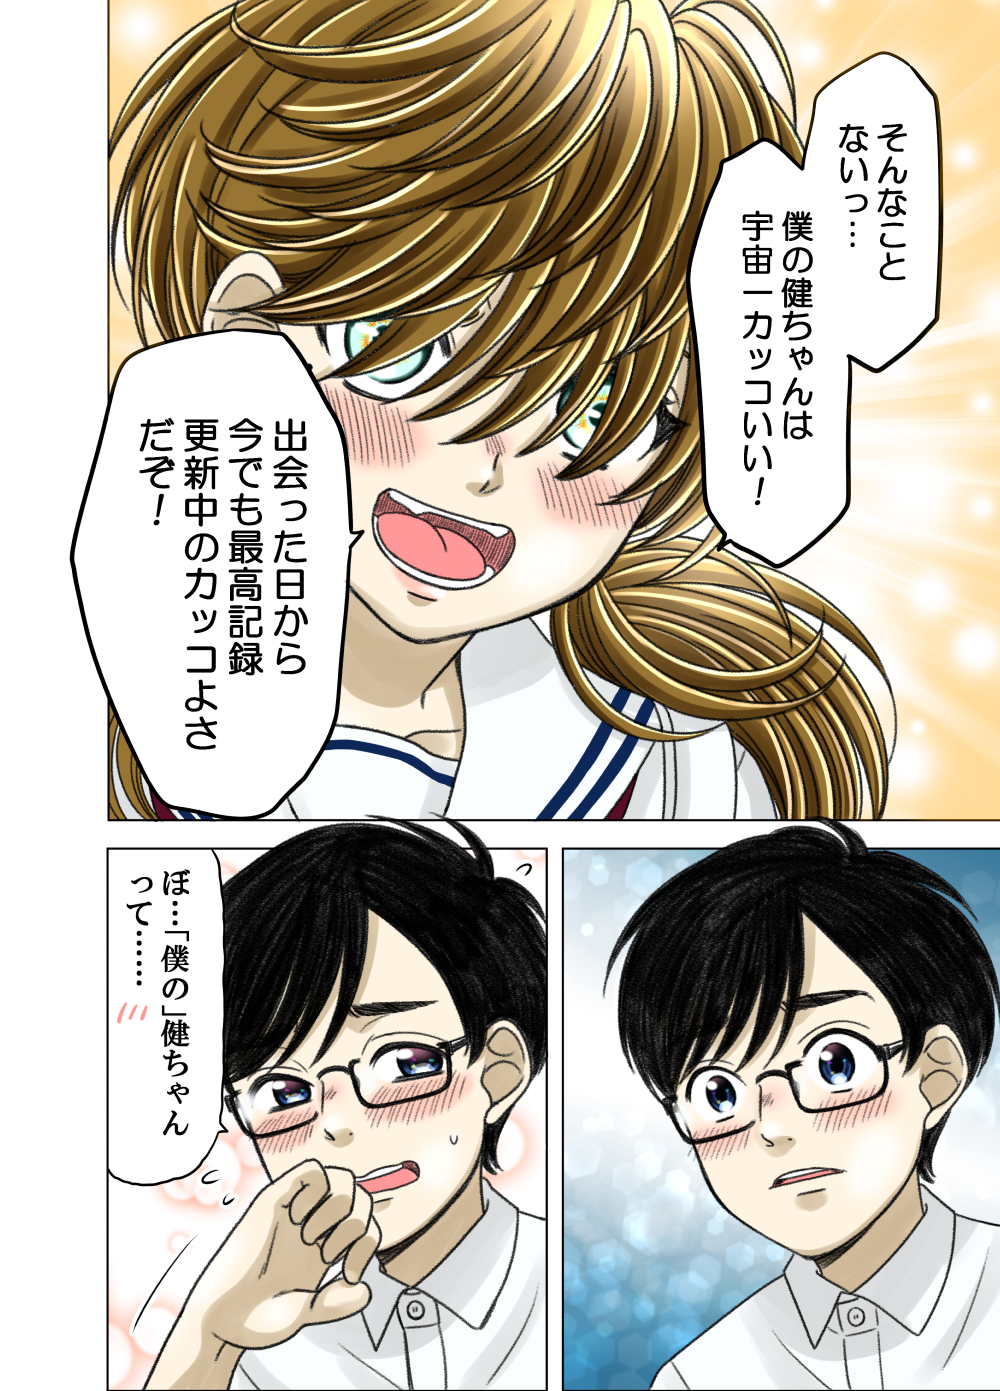 そんなこと
ないっ…
僕の健ちゃんは
宇宙一カッコいい！
出会った日から
今でも最高記録
更新中のカッコよさ
だぞ！
ぼ…「僕の」健ちゃん
って……